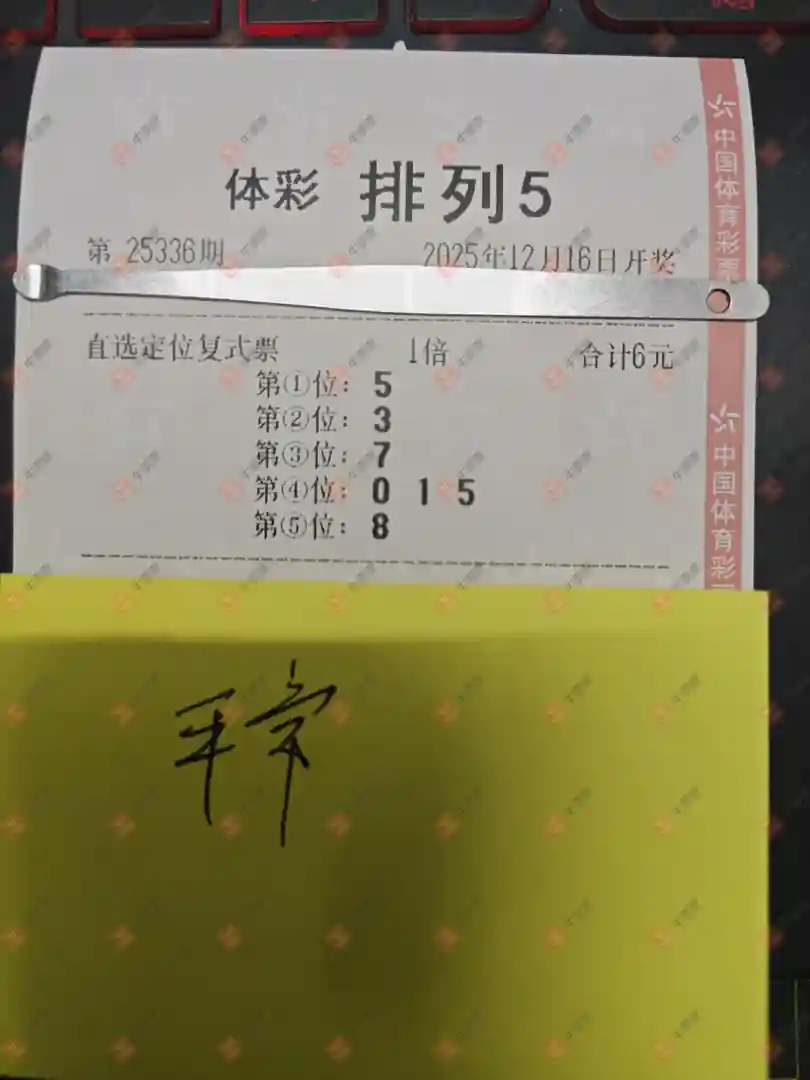 体彩 排列5
第 25336期 2025年12月16日开奖
直选定位复式票 1倍 合计6元
第①位: 5
第②位: 3
第③位: 7
第④位: 0 1 5
第⑤位: 8
中国体育彩票
中国体育彩